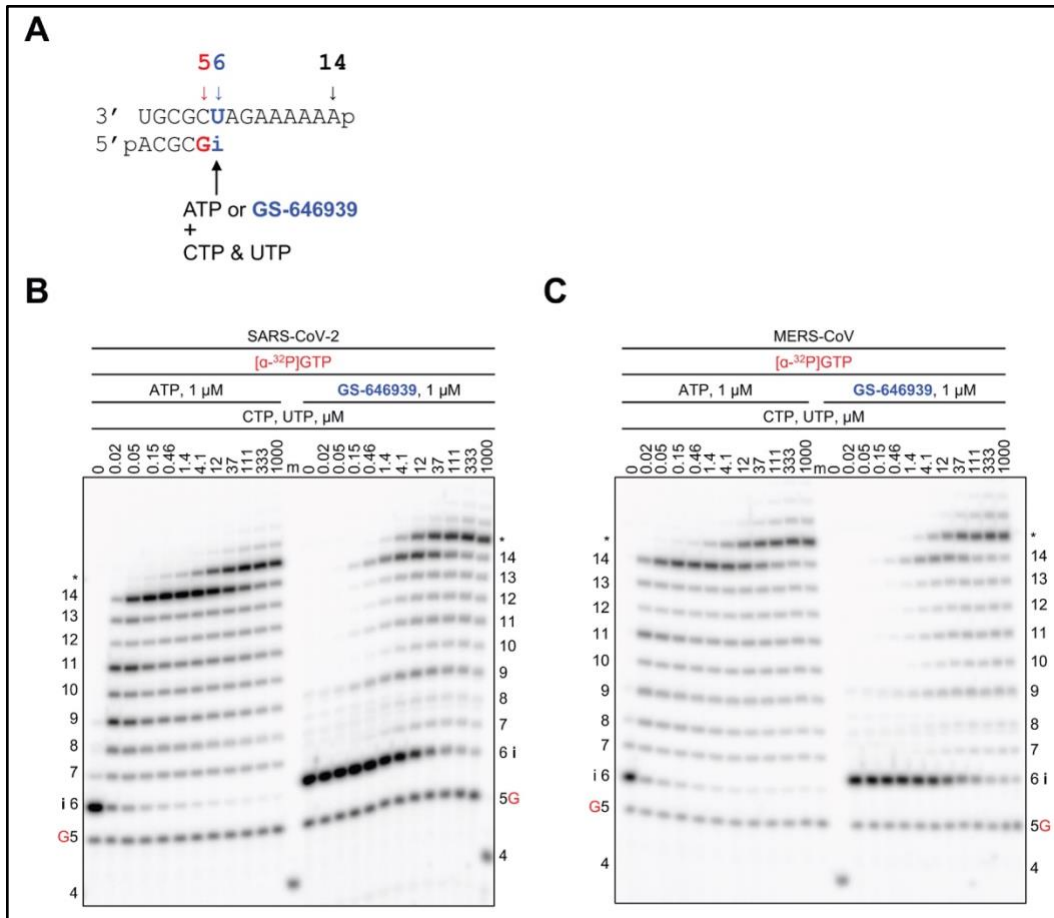 A
56 14
↓↓ ↓
3' UGCGCUAGAAAAAAAp
5'pACGCGi
ATP or GS-646939
+
CTP & UTP
B
SARS-CoV-2
[α-³²P]GTP
ATP, 1 µM GS-646939, 1 µM
CTP, UTP, µM
0 0.02 0.05 0.15 0.46 1.4 4.1 12 37 111 333 1000 m 0 0.02 0.05 0.15 0.46 1.4 4.1 12 37 111 333 1000
*
14
13
12
11
10
9
8
7
i 6
G5
4
*
14
13
12
11
10
9
8
7
6 i
5G
4
C
MERS-CoV
[α-³²P]GTP
ATP, 1 µM GS-646939, 1 µM
CTP, UTP, µM
0 0.02 0.05 0.15 0.46 1.4 4.1 12 37 111 333 1000 m 0 0.02 0.05 0.15 0.46 1.4 4.1 12 37 111 333 1000
*
14
13
12
11
10
9
8
7
i 6
G5
4
*
14
13
12
11
10
9
8
7
6 i
5G
4